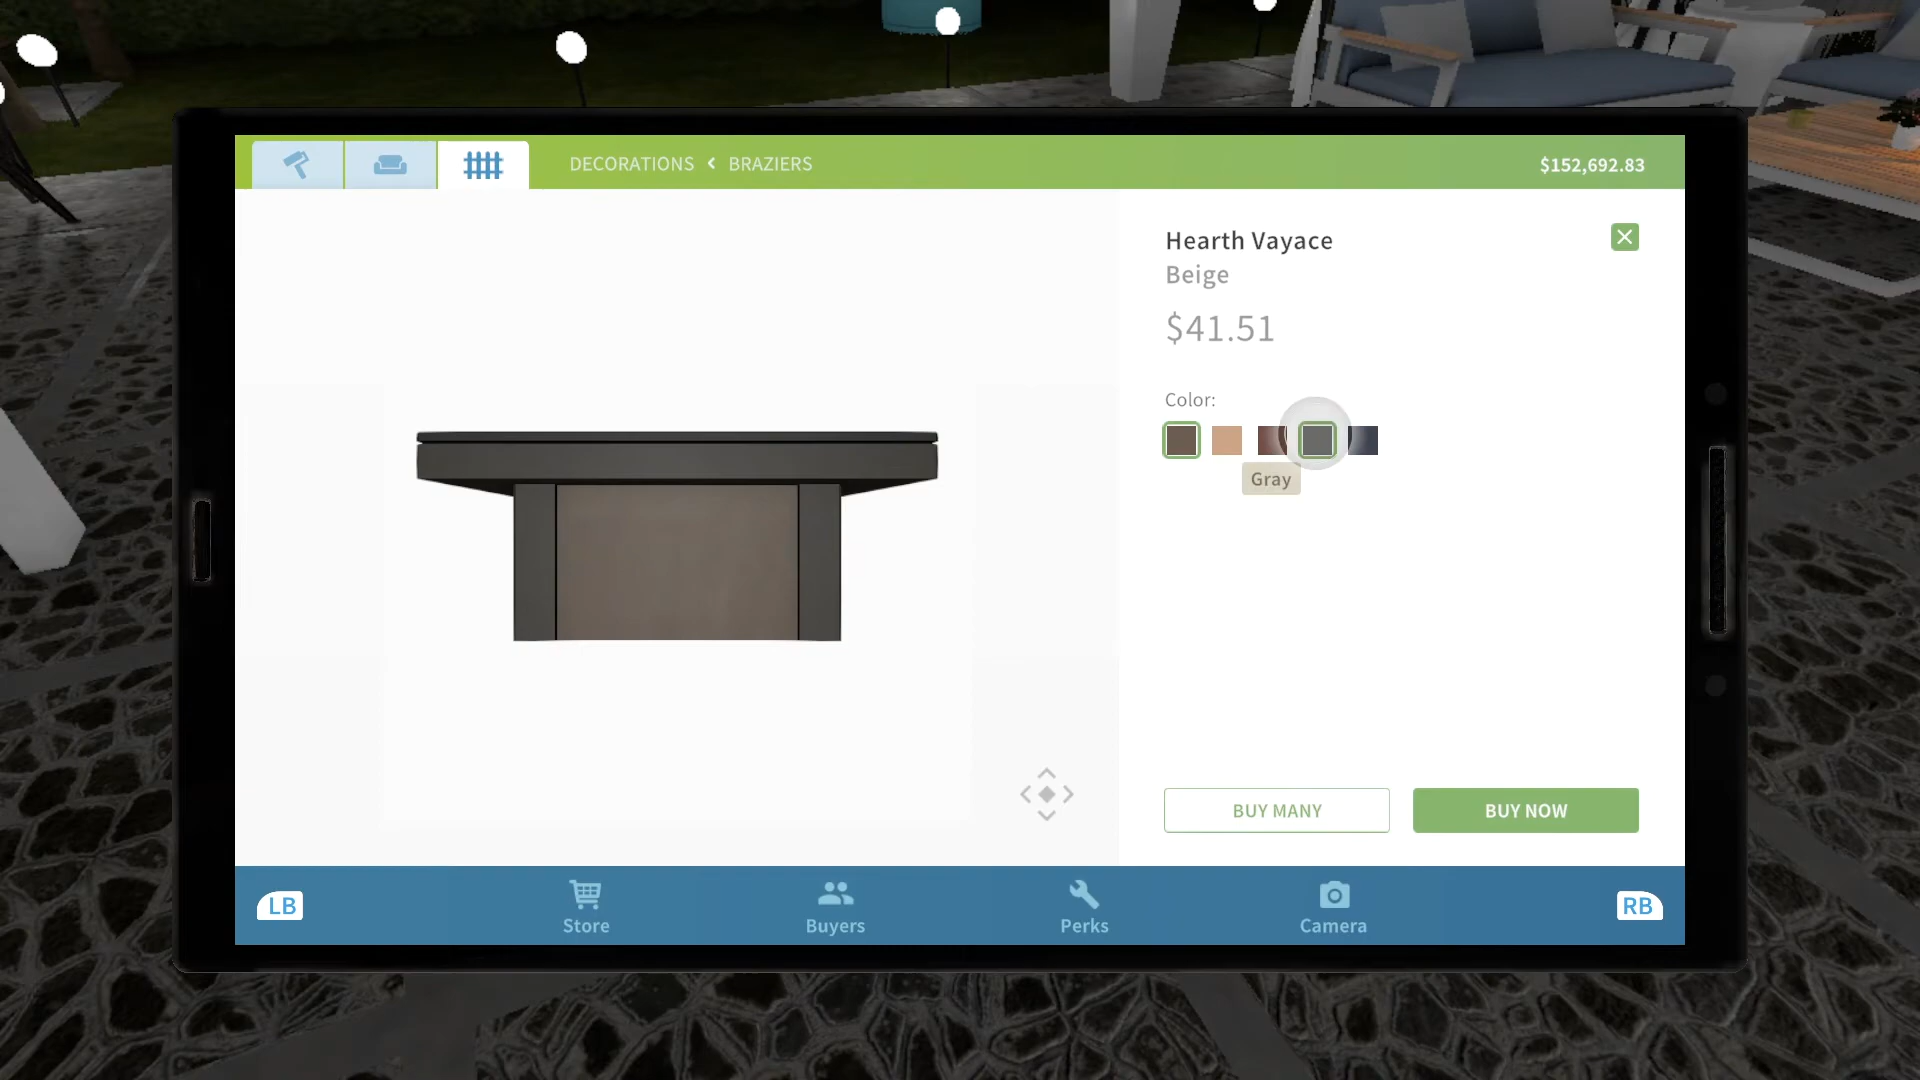 DECORATIONS BRAZIERS
$152,692.83
Hearth Vayace
Beige
$41.51
Color:
Gray
BUY MANY
BUY NOW
LB
Store
Buyers
Perks
Camera
RB